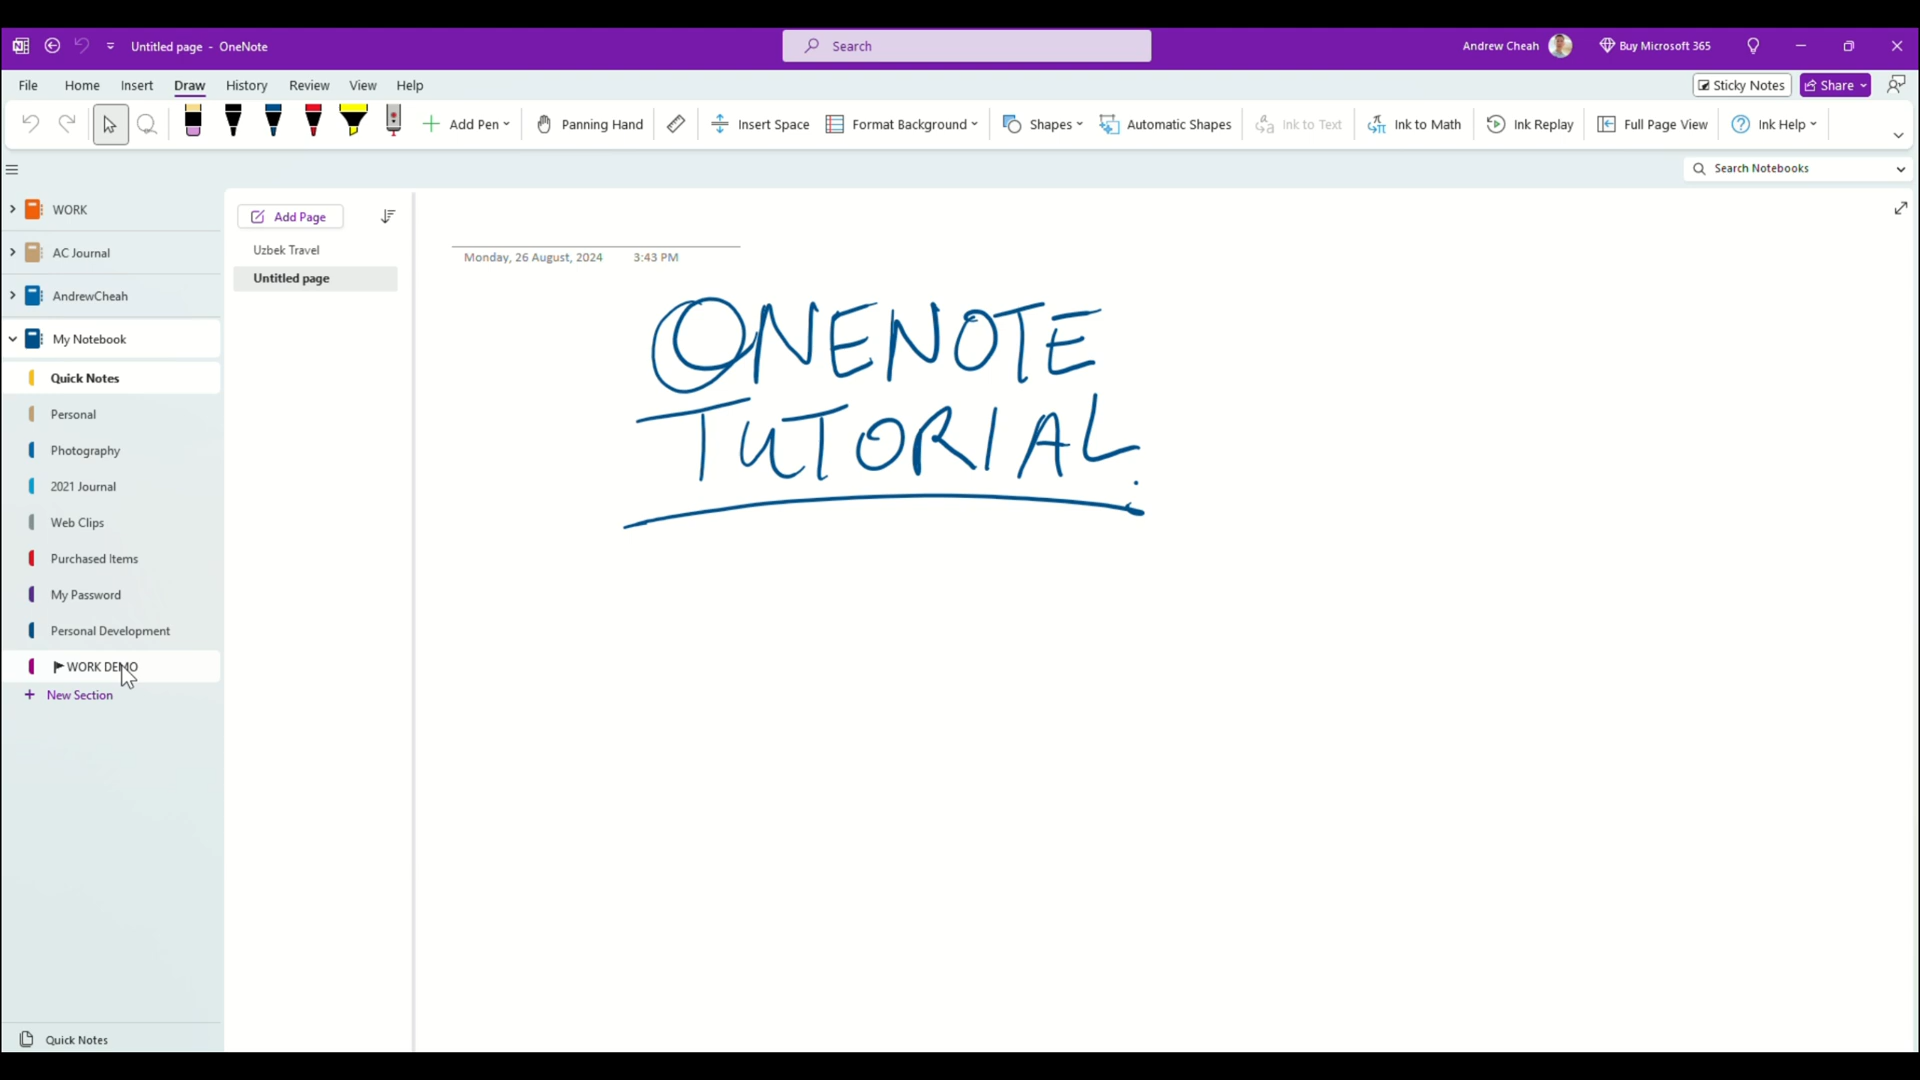 Untitled page - OneNote
Search
Andrew Cheah
Buy Microsoft 365
File Home Insert Draw History Review View Help
Sticky Notes
Share
Add Pen
Panning Hand
Insert Space
Format Background
Shapes
Automatic Shapes
Ink to Text
Ink to Math
Ink Replay
Full Page View
Ink Help
Search Notebooks
WORK
AC Journal
AndrewCheah
My Notebook
Quick Notes
Personal
Photography
2021 Journal
Web Clips
Purchased Items
My Password
Personal Development
WORK DEMO
New Section
Quick Notes
Add Page
Uzbek Travel
Untitled page
Monday, 26 August, 2024 3:43 PM
ONENOTE
TUTORIAL.